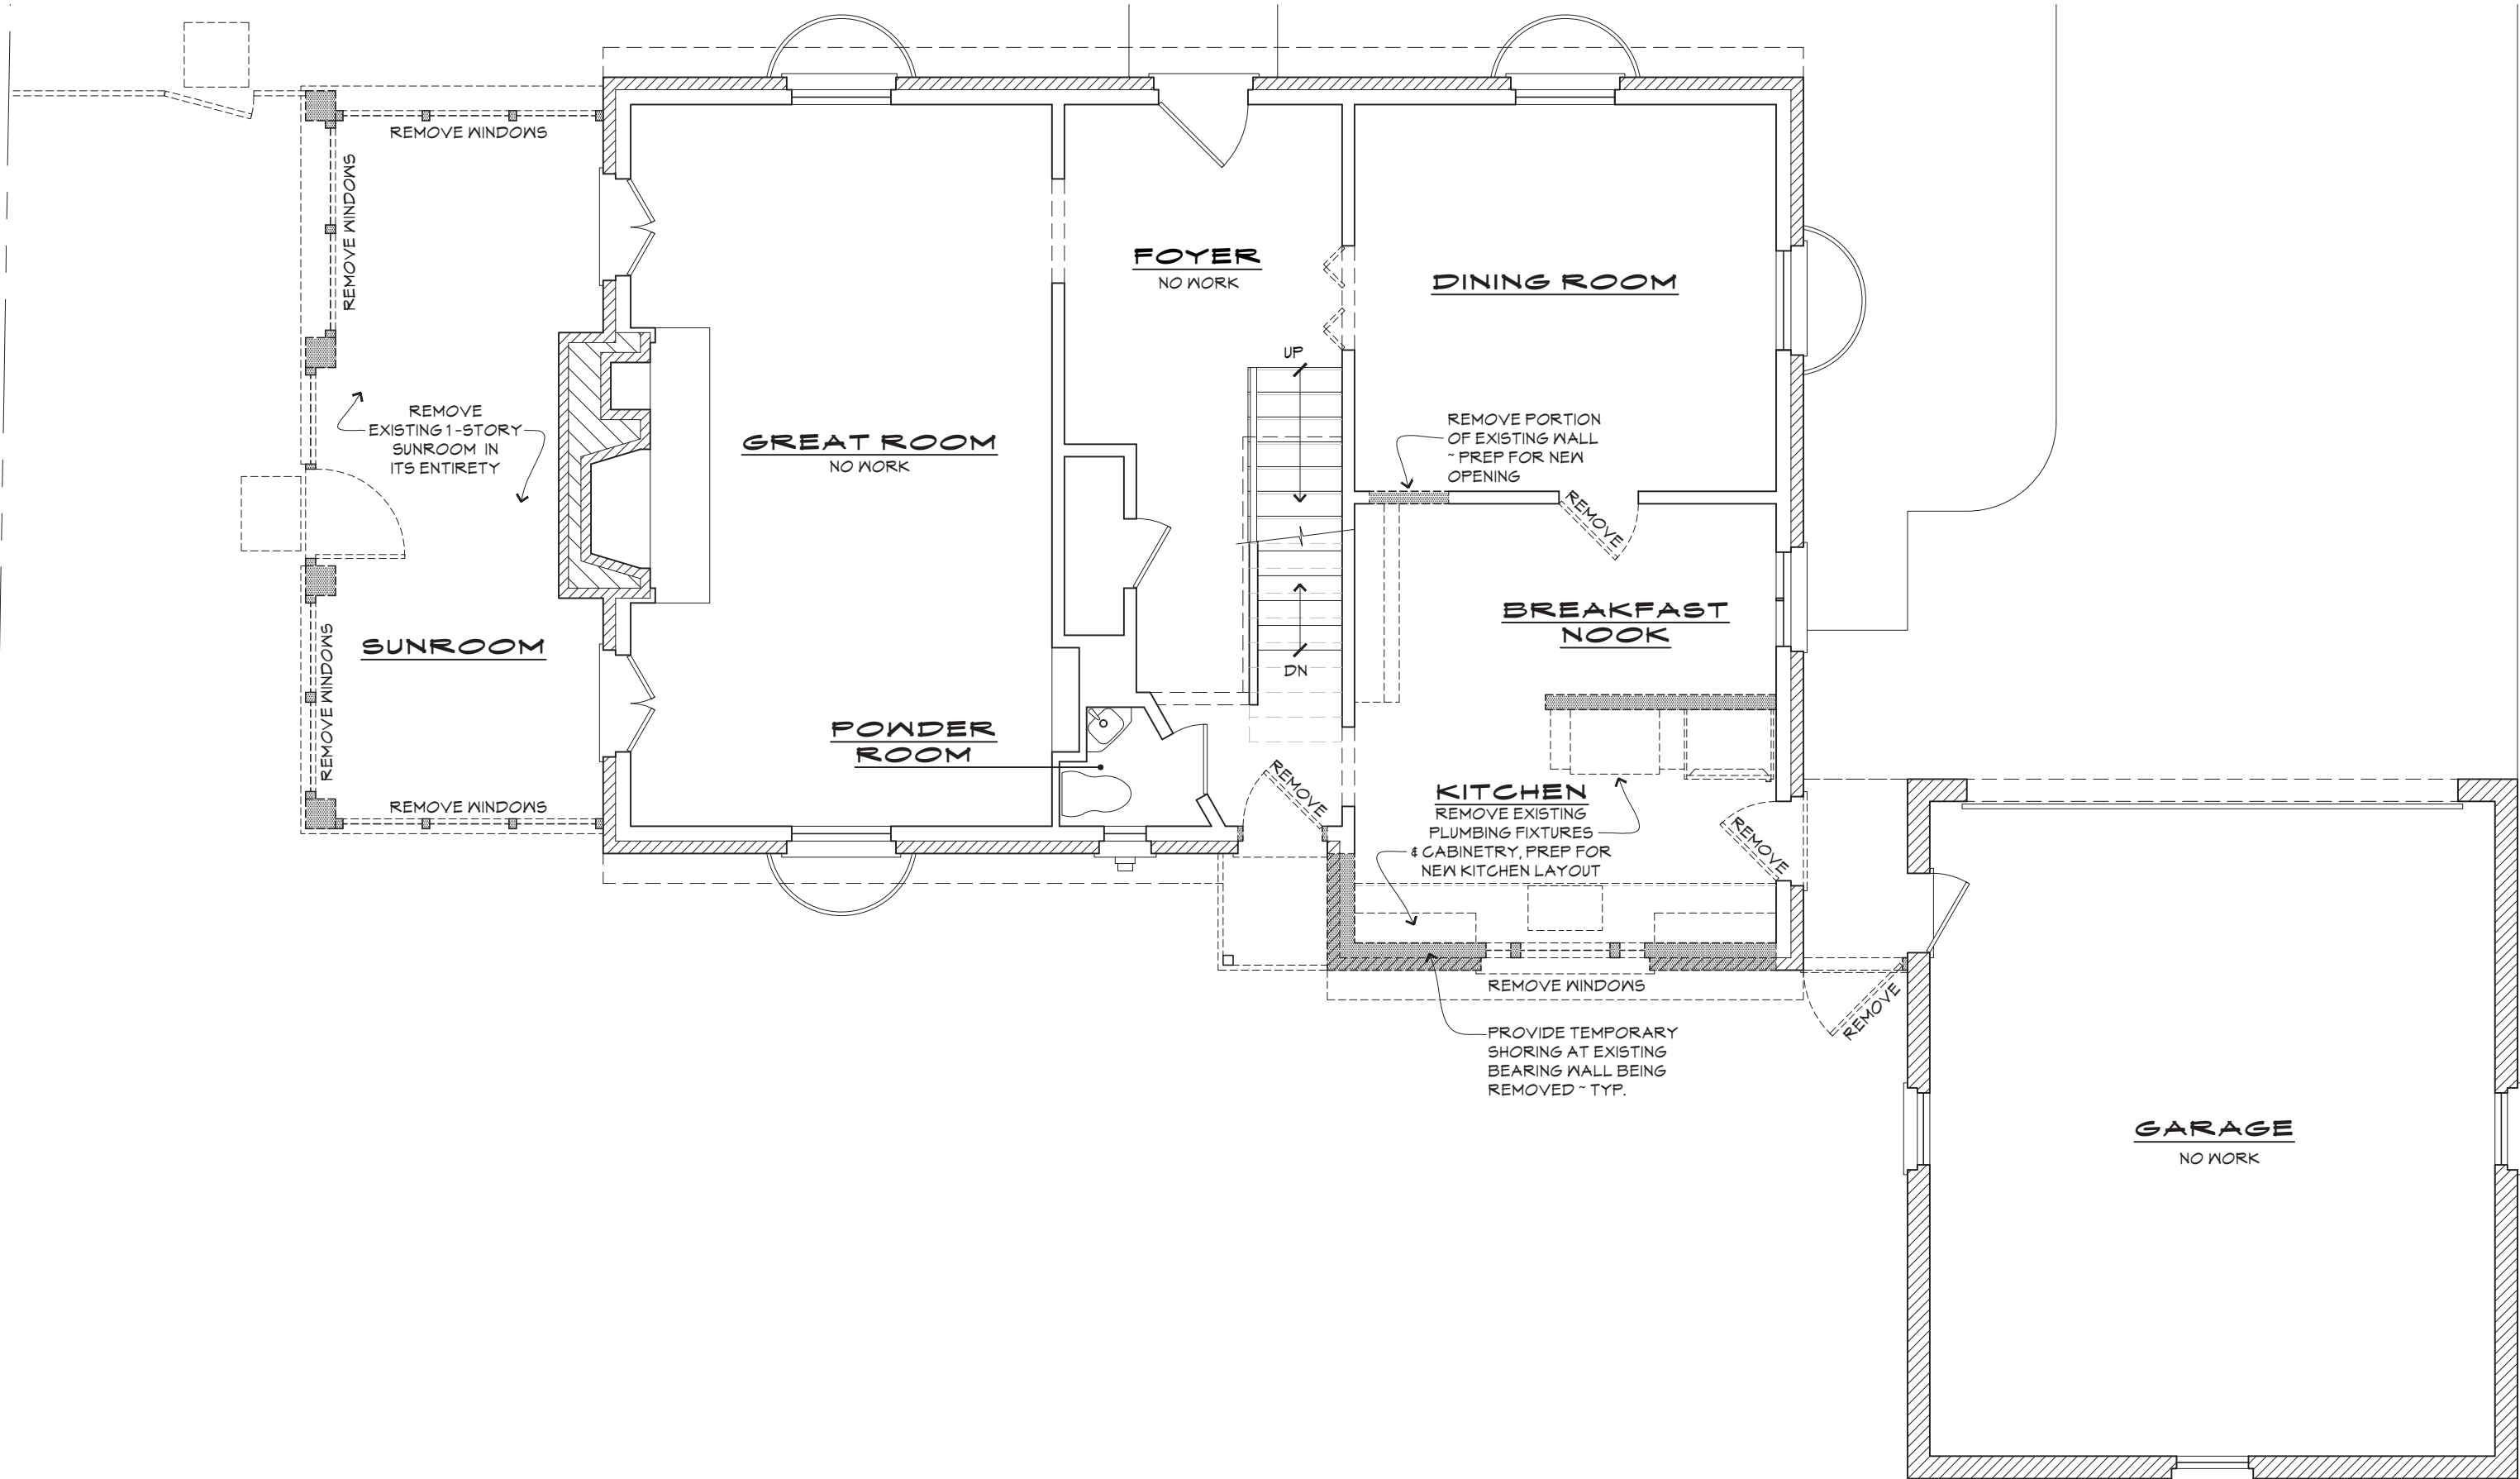 REMOVE WINDOWS
REMOVE WINDOWS
FOYER
NO WORK
DINING ROOM
UP
REMOVE
EXISTING 1-STORY
SUNROOM IN
ITS ENTIRETY
GREAT ROOM
NO WORK
REMOVE PORTION
OF EXISTING WALL
~ PREP FOR NEW
OPENING
REMOVE
BREAKFAST
NOOK
SUNROOM
REMOVE WINDOWS
DN
POWDER
ROOM
REMOVE
KITCHEN
REMOVE EXISTING
PLUMBING FIXTURES
& CABINETRY, PREP FOR
NEW KITCHEN LAYOUT
REMOVE
REMOVE WINDOWS
REMOVE WINDOWS
REMOVE
PROVIDE TEMPORARY
SHORING AT EXISTING
BEARING WALL BEING
REMOVED ~ TYP.
GARAGE
NO WORK